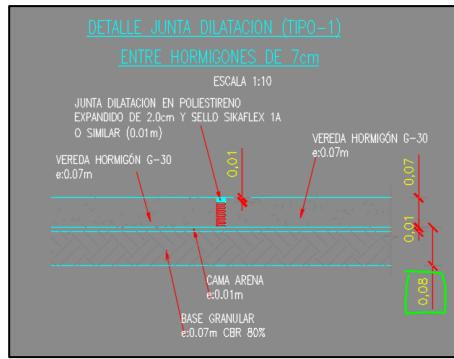 DETALLE JUNTA DILATACION (TIPO-1)
ENTRE HORMIGONES DE 7cm
ESCALA 1:10
JUNTA DILATACION EN POLIESTIRENO
EXPANDIDO DE 2.0cm Y SELLO SIKAFLEX 1A
O SIMILAR (0.01m)
0,01
VEREDA HORMIGÓN G-30
e:0.07m
VEREDA HORMIGÓN G-30
e:0.07m
0,07
0,01
0,08
CAMA ARENA
e:0.01m
BASE GRANULAR
e:0.07m CBR 80%